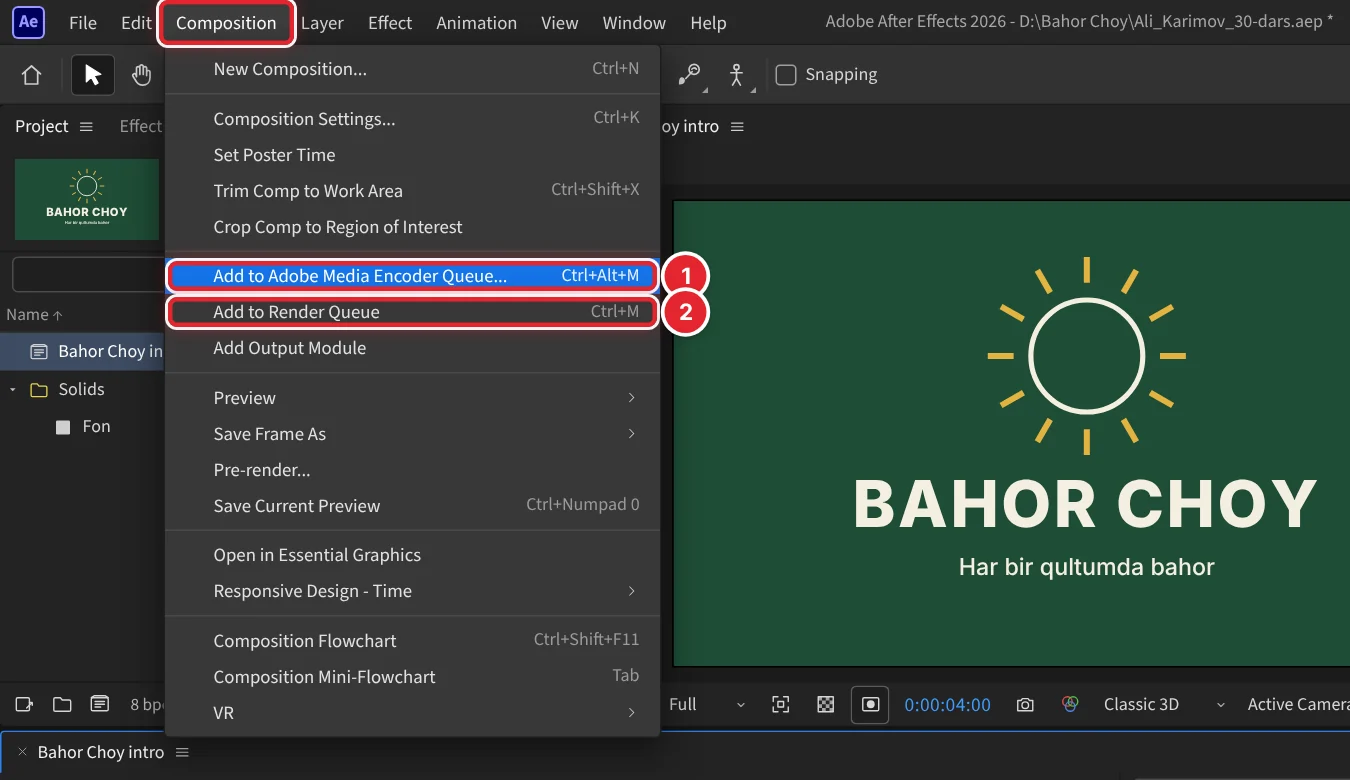 Ae File Edit Composition Layer Effect Animation View Window Help Adobe After Effects 2026 - D:\Bahor Choy\Ali_Karimov_30-dars.aep *
Snapping
Project Effect
oy intro
BAHOR CHOY
Har bir qultumda bahor
Name
Bahor Choy in
Solids
Fon
8 bp
New Composition... Ctrl+N
Composition Settings... Ctrl+K
Set Poster Time
Trim Comp to Work Area Ctrl+Shift+X
Crop Comp to Region of Interest
Add to Adobe Media Encoder Queue... Ctrl+Alt+M
1
Add to Render Queue Ctrl+M
2
Add Output Module
Preview
Save Frame As
Pre-render...
Save Current Preview Ctrl+Numpad 0
Open in Essential Graphics
Responsive Design - Time
Composition Flowchart Ctrl+Shift+F11
Composition Mini-Flowchart Tab
VR
BAHOR CHOY
Har bir qultumda bahor
Full 0:00:04:00 Classic 3D Active Camera
Bahor Choy intro